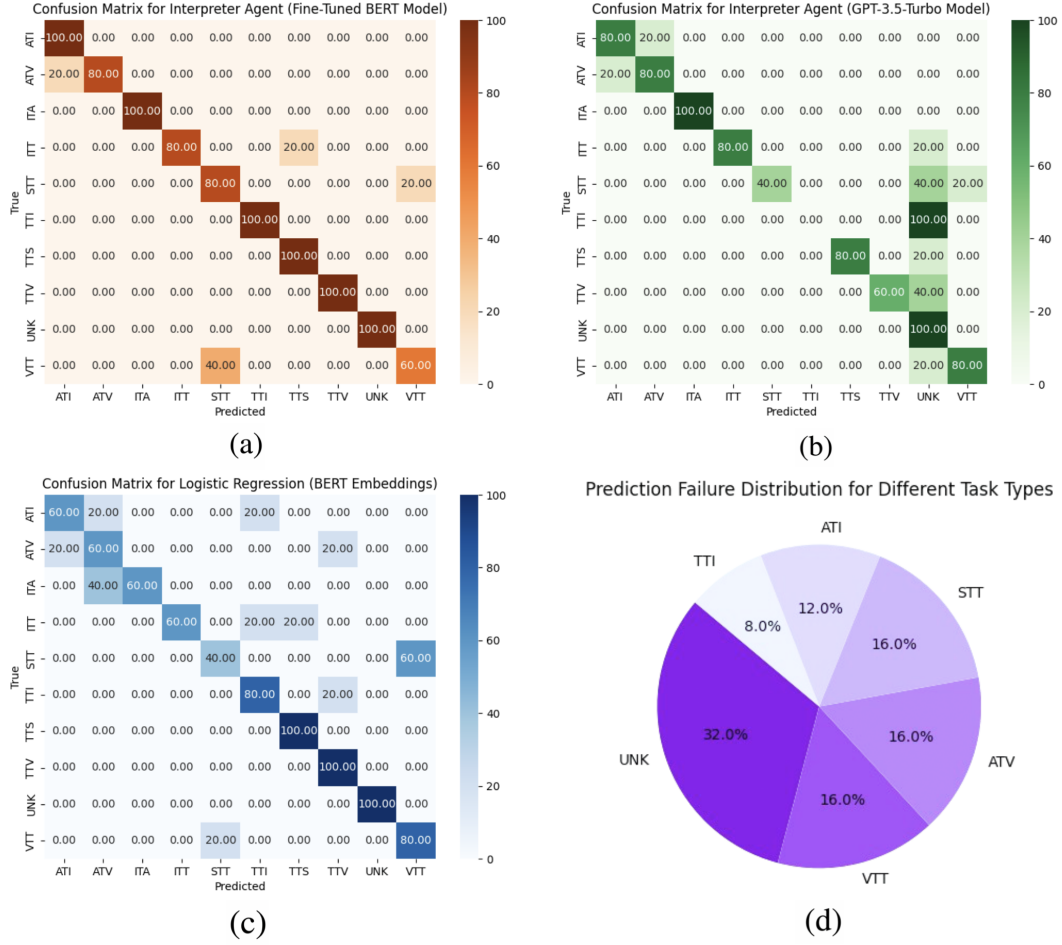 Confusion Matrix for Interpreter Agent (Fine-Tuned BERT Model)
ATI 100.00 0.00 0.00 0.00 0.00 0.00 0.00 0.00 0.00 0.00
ATV 20.00 80.00 0.00 0.00 0.00 0.00 0.00 0.00 0.00 0.00
ITA 0.00 0.00 100.00 0.00 0.00 0.00 0.00 0.00 0.00 0.00
ITT 0.00 0.00 0.00 80.00 0.00 0.00 20.00 0.00 0.00 0.00
STT 0.00 0.00 0.00 0.00 80.00 0.00 0.00 0.00 0.00 20.00
TTI 0.00 0.00 0.00 0.00 0.00 100.00 0.00 0.00 0.00 0.00
TTS 0.00 0.00 0.00 0.00 0.00 0.00 100.00 0.00 0.00 0.00
TTV 0.00 0.00 0.00 0.00 0.00 0.00 0.00 100.00 0.00 0.00
UNK 0.00 0.00 0.00 0.00 0.00 0.00 0.00 0.00 100.00 0.00
VTT 0.00 0.00 0.00 0.00 40.00 0.00 0.00 0.00 0.00 60.00
True
ATI ATV ITA ITT STT TTI TTS TTV UNK VTT
Predicted
100
80
60
40
20
0
(a)
Confusion Matrix for Interpreter Agent (GPT-3.5-Turbo Model)
ATI 80.00 20.00 0.00 0.00 0.00 0.00 0.00 0.00 0.00 0.00
ATV 20.00 80.00 0.00 0.00 0.00 0.00 0.00 0.00 0.00 0.00
ITA 0.00 0.00 100.00 0.00 0.00 0.00 0.00 0.00 0.00 0.00
ITT 0.00 0.00 0.00 80.00 0.00 0.00 0.00 0.00 20.00 0.00
STT 0.00 0.00 0.00 0.00 40.00 0.00 0.00 0.00 40.00 20.00
TTI 0.00 0.00 0.00 0.00 0.00 0.00 0.00 0.00 100.00 0.00
TTS 0.00 0.00 0.00 0.00 0.00 0.00 80.00 0.00 20.00 0.00
TTV 0.00 0.00 0.00 0.00 0.00 0.00 0.00 60.00 40.00 0.00
UNK 0.00 0.00 0.00 0.00 0.00 0.00 0.00 0.00 100.00 0.00
VTT 0.00 0.00 0.00 0.00 0.00 0.00 0.00 0.00 20.00 80.00
True
ATI ATV ITA ITT STT TTI TTS TTV UNK VTT
Predicted
100
80
60
40
20
0
(b)
Confusion Matrix for Logistic Regression (BERT Embeddings)
ATI 60.00 20.00 0.00 0.00 0.00 20.00 0.00 0.00 0.00 0.00
ATV 20.00 60.00 0.00 0.00 0.00 0.00 0.00 20.00 0.00 0.00
ITA 0.00 40.00 60.00 0.00 0.00 0.00 0.00 0.00 0.00 0.00
ITT 0.00 0.00 0.00 60.00 0.00 20.00 20.00 0.00 0.00 0.00
STT 0.00 0.00 0.00 0.00 40.00 0.00 0.00 0.00 0.00 60.00
TTI 0.00 0.00 0.00 0.00 0.00 80.00 0.00 20.00 0.00 0.00
TTS 0.00 0.00 0.00 0.00 0.00 0.00 100.00 0.00 0.00 0.00
TTV 0.00 0.00 0.00 0.00 0.00 0.00 0.00 100.00 0.00 0.00
UNK 0.00 0.00 0.00 0.00 0.00 0.00 0.00 0.00 100.00 0.00
VTT 0.00 0.00 0.00 0.00 20.00 0.00 0.00 0.00 0.00 80.00
True
ATI ATV ITA ITT STT TTI TTS TTV UNK VTT
Predicted
100
80
60
40
20
0
(c)
Prediction Failure Distribution for Different Task Types
ATI
12.0%
TTI
8.0%
STT
16.0%
UNK
32.0%
ATV
16.0%
VTT
16.0%
(d)